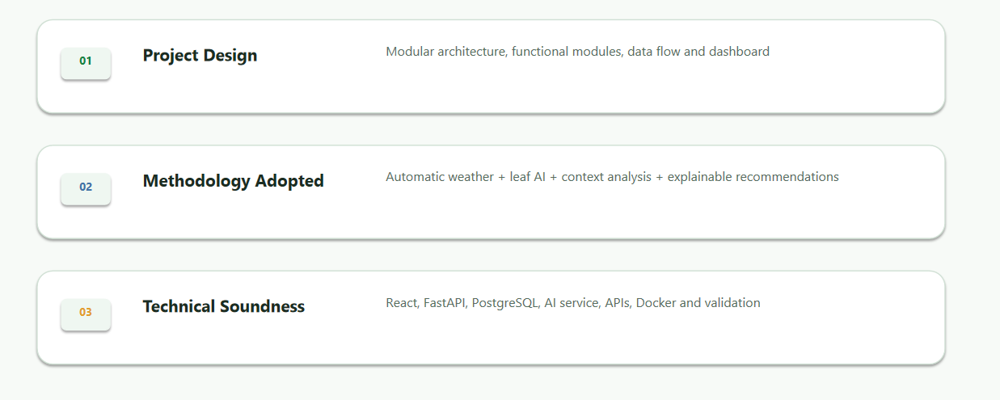 01
Project Design
Modular architecture, functional modules, data flow and dashboard
02
Methodology Adopted
Automatic weather + leaf AI + context analysis + explainable recommendations
03
Technical Soundness
React, FastAPI, PostgreSQL, AI service, APIs, Docker and validation